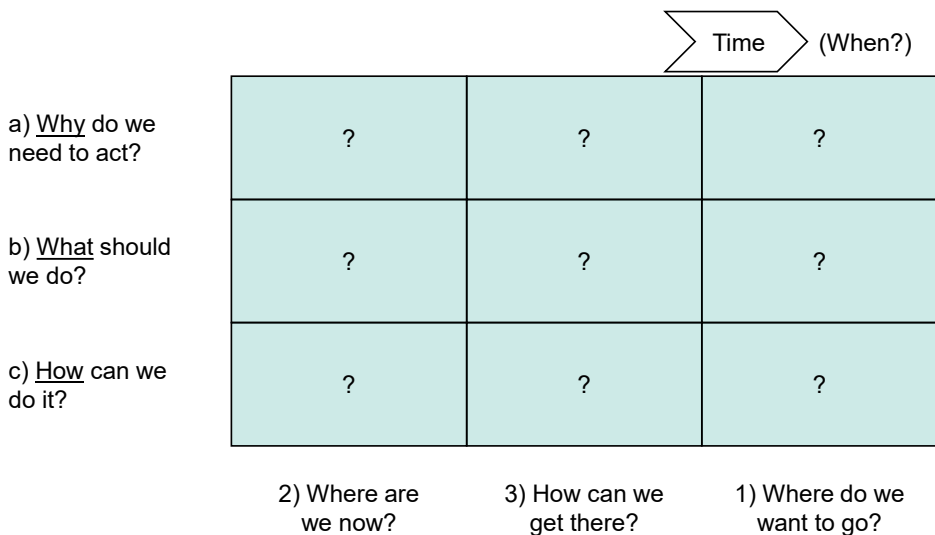 Time (When?)
a) Why do we
need to act?
? ? ?
b) What should
we do?
? ? ?
c) How can we
do it?
? ? ?
2) Where are
we now?
3) How can we
get there?
1) Where do we
want to go?